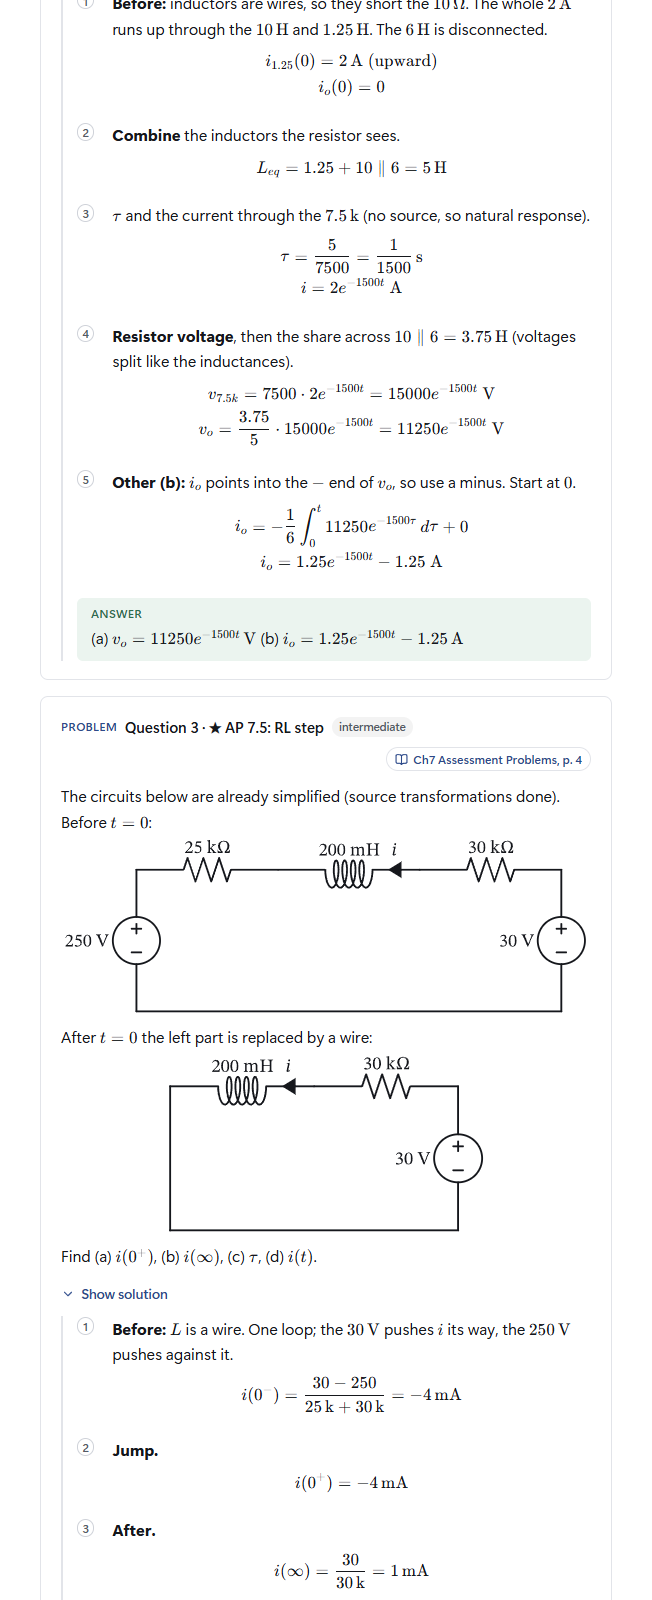 1 Before: inductors are wires, so they short the 10 Ω. The whole 2 A
runs up through the 10 H and 1.25 H. The 6 H is disconnected.
i₁.₂₅(0) = 2 A (upward)
iₒ(0) = 0
2 Combine the inductors the resistor sees.
L_eq = 1.25 + 10 ∥ 6 = 5 H
3 τ and the current through the 7.5 k (no source, so natural response).
τ = 5/7500 = 1/1500 s
i = 2e^{−1500t} A
4 Resistor voltage, then the share across 10 ∥ 6 = 3.75 H (voltages
split like the inductances).
v_{7.5k} = 7500 · 2e^{−1500t} = 15000e^{−1500t} V
vₒ = 3.75/5 · 15000e^{−1500t} = 11250e^{−1500t} V
5 Other (b): iₒ points into the − end of vₒ, so use a minus. Start at 0.
iₒ = −1/6 ∫₀ᵗ 11250e^{−1500τ} dτ + 0
iₒ = 1.25e^{−1500t} − 1.25 A
ANSWER
(a) vₒ = 11250e^{−1500t} V (b) iₒ = 1.25e^{−1500t} − 1.25 A
PROBLEM Question 3 · ★ AP 7.5: RL step intermediate
Ch7 Assessment Problems, p. 4
The circuits below are already simplified (source transformations done).
Before t = 0:
25 kΩ 200 mH i 30 kΩ
250 V + − 30 V + −
After t = 0 the left part is replaced by a wire:
200 mH i 30 kΩ
30 V + −
Find (a) i(0⁺), (b) i(∞), (c) τ, (d) i(t).
Show solution
1 Before: L is a wire. One loop; the 30 V pushes i its way, the 250 V
pushes against it.
i(0⁻) = (30 − 250)/(25 k + 30 k) = −4 mA
2 Jump.
i(0⁺) = −4 mA
3 After.
i(∞) = 30/30 k = 1 mA